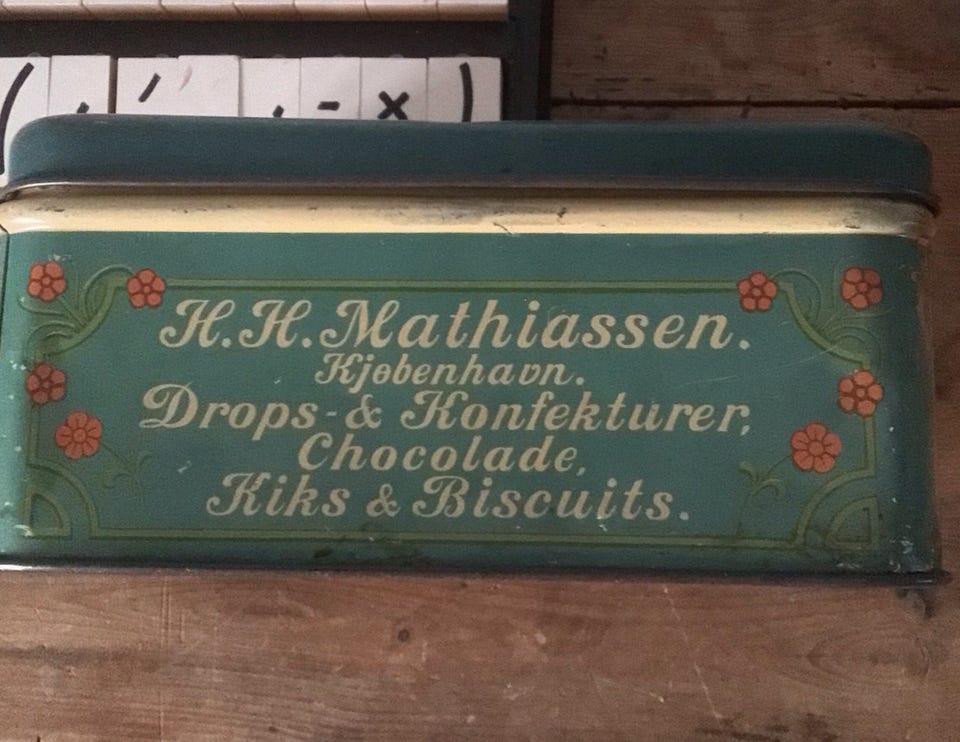 ( , ′ , - × )
H.H.Mathiassen.
Kjøbenhavn.
Drops-& Konfekturer,
Chocolade,
Kiks & Biscuits.